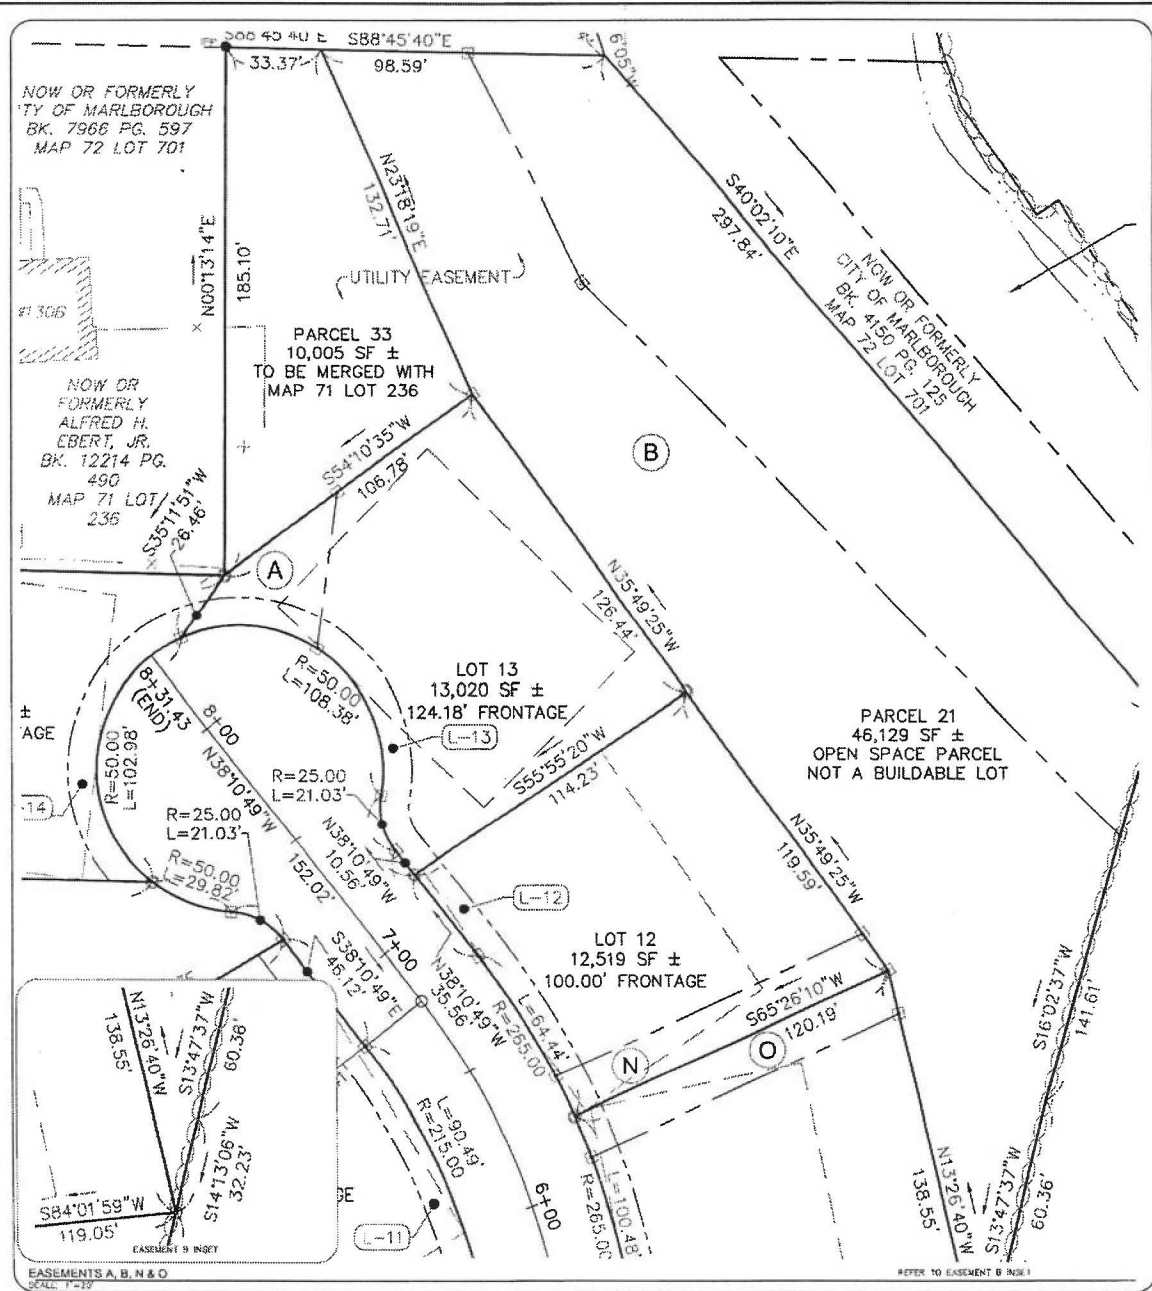 S88°45'40"E
33.37'
S88°45'40"E
98.59'
6'05"W
NOW OR FORMERLY
TY OF MARLBOROUGH
BK. 7966 PG. 597
MAP 72 LOT 701
N00°13'14"E
185.10'
N23°18'19"E
132.71'
UTILITY EASEMENT
S40°02'10"E
297.84'
NOW OR FORMERLY
CITY OF MARLBOROUGH
BK. 4150 PG. 125
MAP 72 LOT 701
#1306
PARCEL 33
10,005 SF ±
TO BE MERGED WITH
MAP 71 LOT 236
NOW OR
FORMERLY
ALFRED H.
EBERT, JR.
BK. 12214 PG.
490
MAP 71 LOT
236
S35°11'51"W
26.46'
S54°10'35"W
106.78'
B
A
N35°49'25"W
126.44'
LOT 13
13,020 SF ±
124.18' FRONTAGE
L-13
R=50.00
L=108.38'
8+31.43
(END)
8+00
N38°10'49"W
152.02'
±
AGE
R=50.00
L=102.98'
-14
R=25.00
L=21.03'
R=25.00
L=21.03'
R=50.00
L=29.82'
N38°10'49"W
10.56'
S55°55'20"W
114.23'
PARCEL 21
46,129 SF ±
OPEN SPACE PARCEL
NOT A BUILDABLE LOT
N35°49'25"W
119.59'
L-12
LOT 12
12,519 SF ±
100.00' FRONTAGE
7+00
S38°10'49"E
46.12'
N38°10'49"W
35.56'
L=64.44'
R=265.00
S65°26'10"W
120.19'
N
O
S16°02'37"W
141.61'
L=90.49'
R=215.00
6+00
L=100.48'
R=265.00
L-11
N13°26'40"W
138.55'
S13°47'37"W
60.36'
N13°26'40"W
138.55'
S13°47'37"W
60.36'
S14°13'06"W
32.23'
S84°01'59"W
119.05'
GE
EASEMENT B INSET
EASEMENTS A, B, N & O
SCALE: 1"=20'
REFER TO EASEMENT B INSET